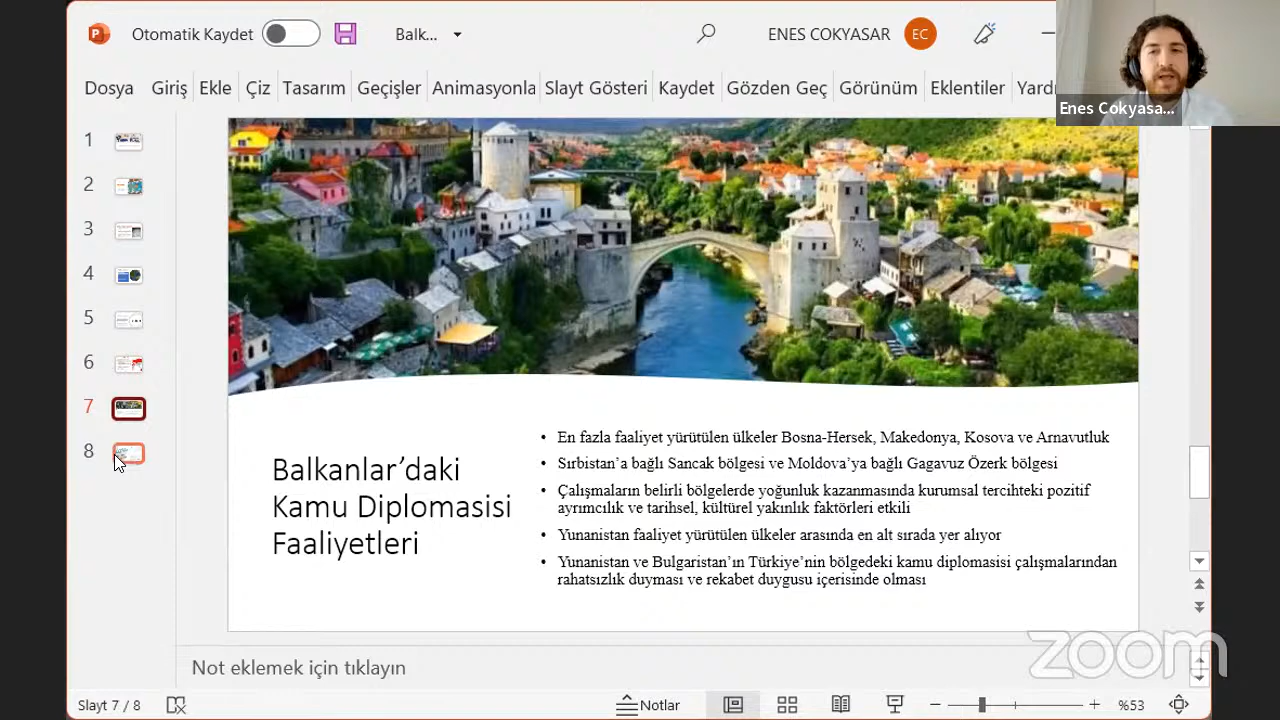 Otomatik Kaydet
Balk...
ENES COKYASAR
EC
Dosya
Giriş
Ekle
Çiz
Tasarım
Geçişler
Animasyonla
Slayt Gösteri
Kaydet
Gözden Geç
Görünüm
Eklentiler
Yardı
Enes Cokyasa...
1
2
3
4
5
6
7
8
Balkanlar’daki
Kamu Diplomasisi
Faaliyetleri
• En fazla faaliyet yürütülen ülkeler Bosna-Hersek, Makedonya, Kosova ve Arnavutluk
• Sırbistan’a bağlı Sancak bölgesi ve Moldova’ya bağlı Gagavuz Özerk bölgesi
• Çalışmaların belirli bölgelerde yoğunluk kazanmasında kurumsal tercihteki pozitif
ayrımcılık ve tarihsel, kültürel yakınlık faktörleri etkili
• Yunanistan faaliyet yürütülen ülkeler arasında en alt sırada yer alıyor
• Yunanistan ve Bulgaristan’ın Türkiye’nin bölgedeki kamu diplomasisi çalışmalarından
rahatsızlık duyması ve rekabet duygusu içerisinde olması
Not eklemek için tıklayın
zoom
Slayt 7 / 8
Notlar
%53